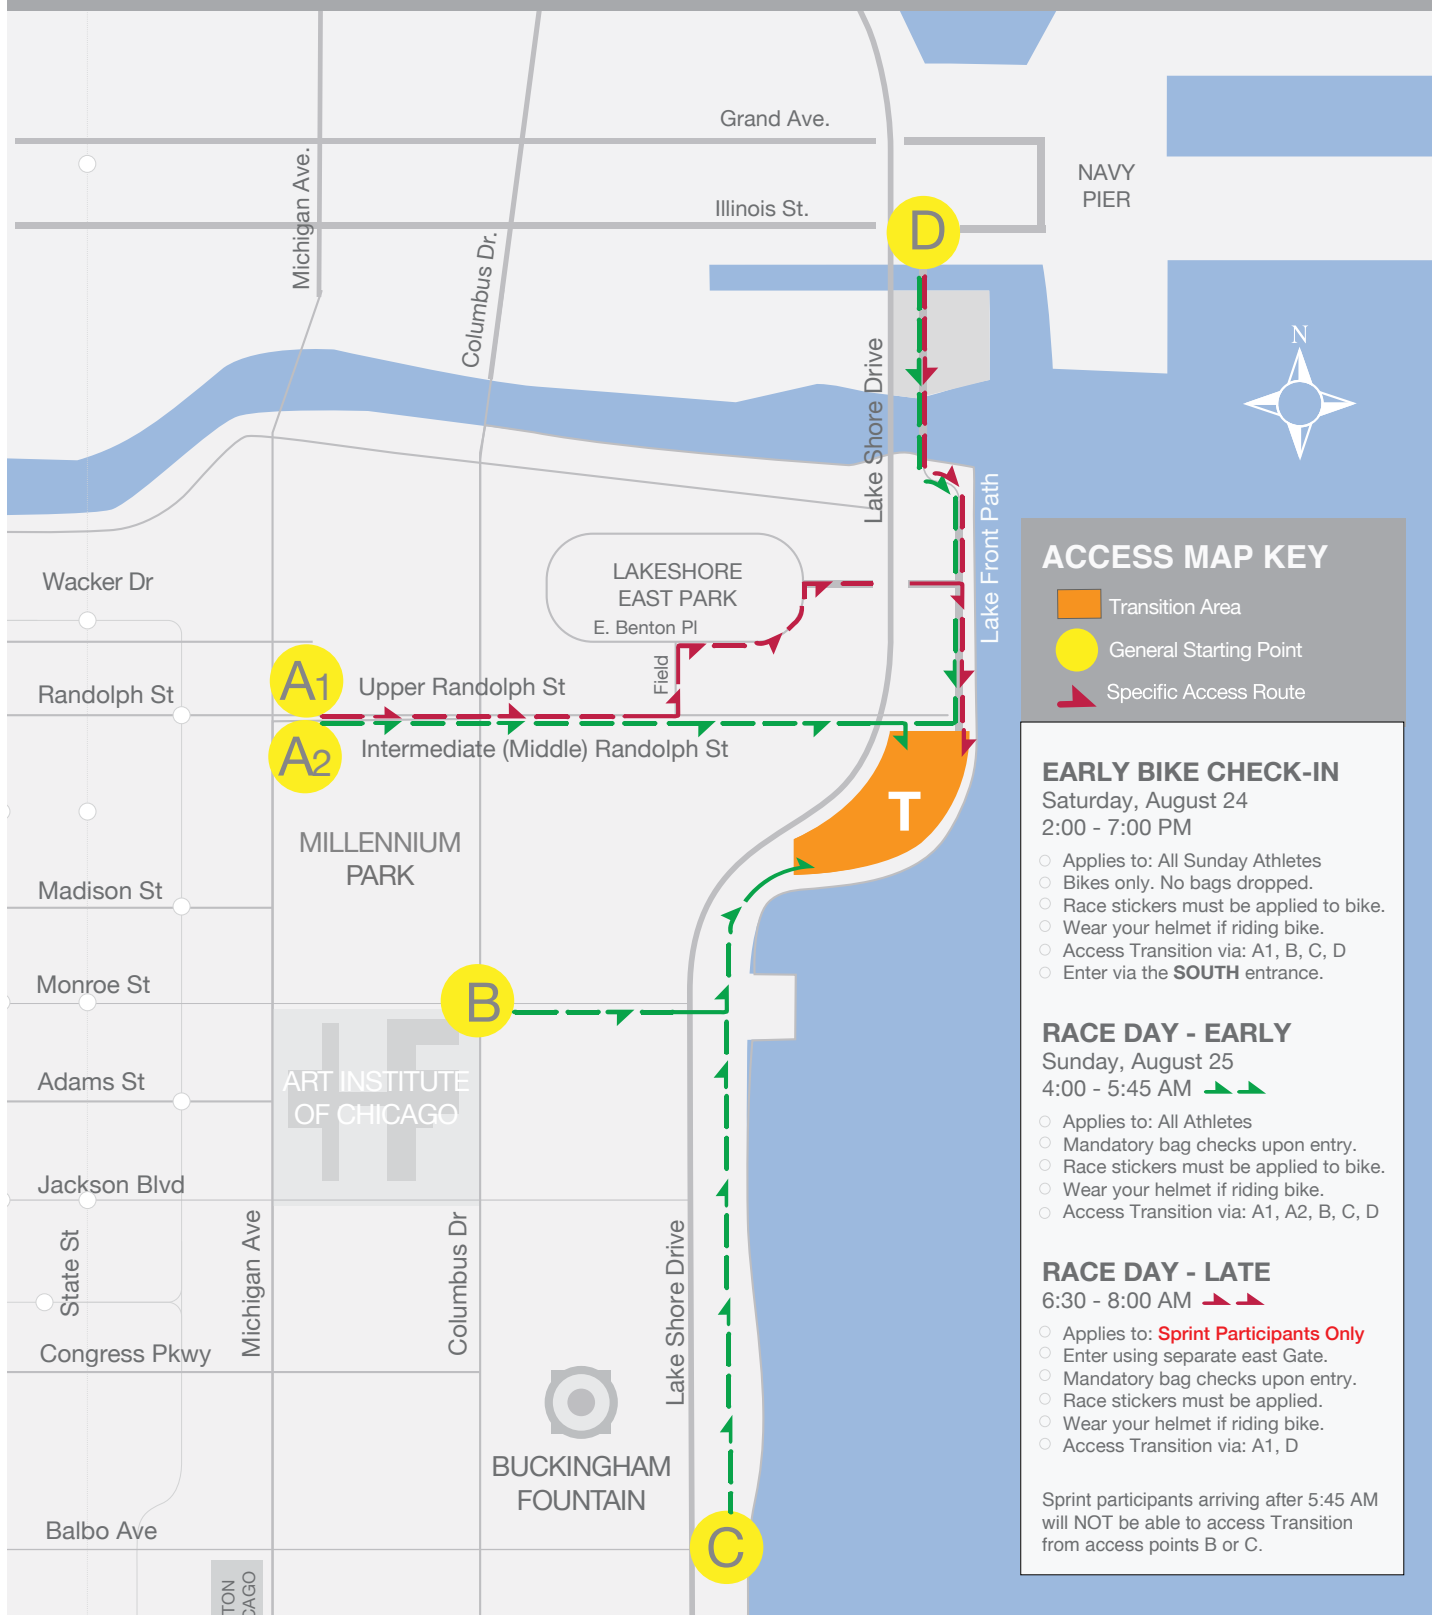 Grand Ave.
NAVY
PIER
Illinois St.
Michigan Ave.
Columbus Dr.
D
N
Lake Shore Drive
Lake Front Path
Wacker Dr
LAKESHORE
EAST PARK
E. Benton Pl
Field
A1
Randolph St
Upper Randolph St
A2
Intermediate (Middle) Randolph St
T
MILLENNIUM
PARK
Madison St
Monroe St
B
Adams St
ART INSTITUTE
OF CHICAGO
Jackson Blvd
State St
Michigan Ave
Columbus Dr
Lake Shore Drive
Congress Pkwy
BUCKINGHAM
FOUNTAIN
Balbo Ave
C
TON
CAGO
ACCESS MAP KEY
Transition Area
General Starting Point
Specific Access Route
EARLY BIKE CHECK-IN
Saturday, August 24
2:00 - 7:00 PM
Applies to: All Sunday Athletes
Bikes only. No bags dropped.
Race stickers must be applied to bike.
Wear your helmet if riding bike.
Access Transition via: A1, B, C, D
Enter via the SOUTH entrance.
RACE DAY - EARLY
Sunday, August 25
4:00 - 5:45 AM
Applies to: All Athletes
Mandatory bag checks upon entry.
Race stickers must be applied to bike.
Wear your helmet if riding bike.
Access Transition via: A1, A2, B, C, D
RACE DAY - LATE
6:30 - 8:00 AM
Applies to: Sprint Participants Only
Enter using separate east Gate.
Mandatory bag checks upon entry.
Race stickers must be applied.
Wear your helmet if riding bike.
Access Transition via: A1, D
Sprint participants arriving after 5:45 AM
will NOT be able to access Transition
from access points B or C.